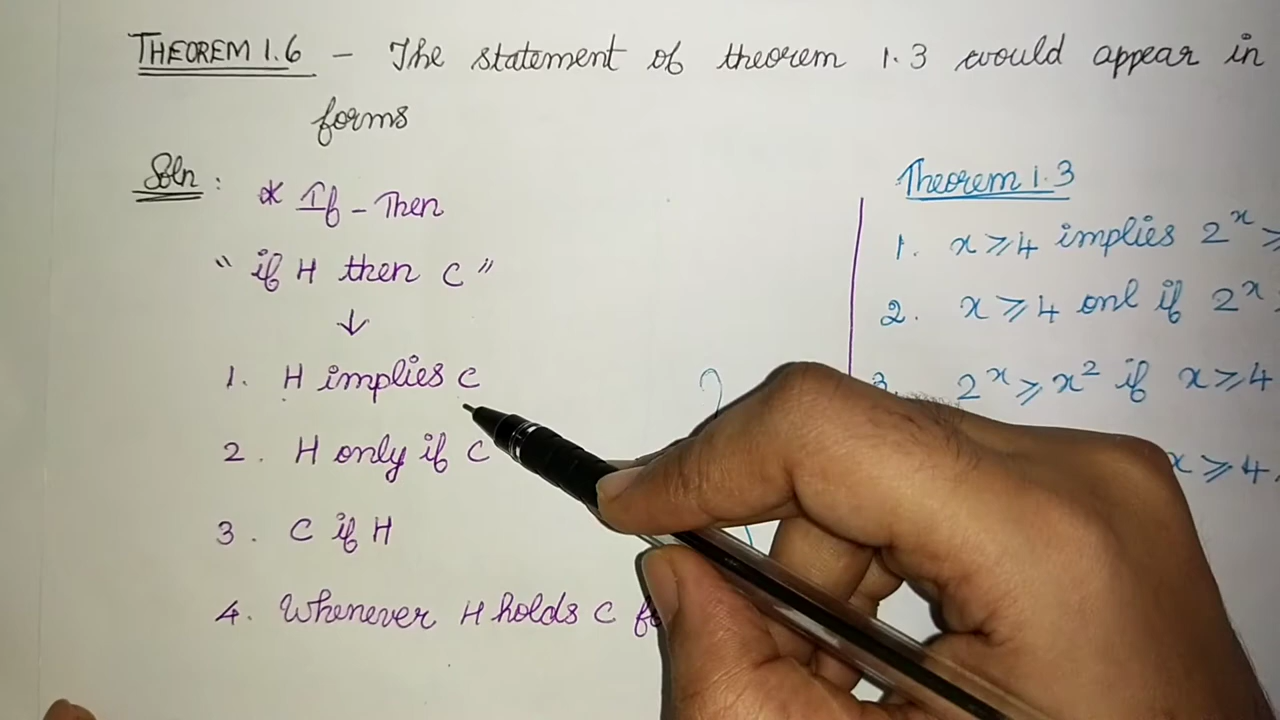 THEOREM 1.6 - The statement of theorem 1.3 would appear in
forms
Soln :
* If - Then
"if H then C"
↓
1. H implies C
2. H only if C
3. C if H
4. Whenever H holds C
Theorem 1.3
1. x ⩾ 4 implies 2^x ⩾
2. x ⩾ 4 onl if 2^x
3. 2^x ⩾ x^2 if x ⩾ 4
x ⩾ 4